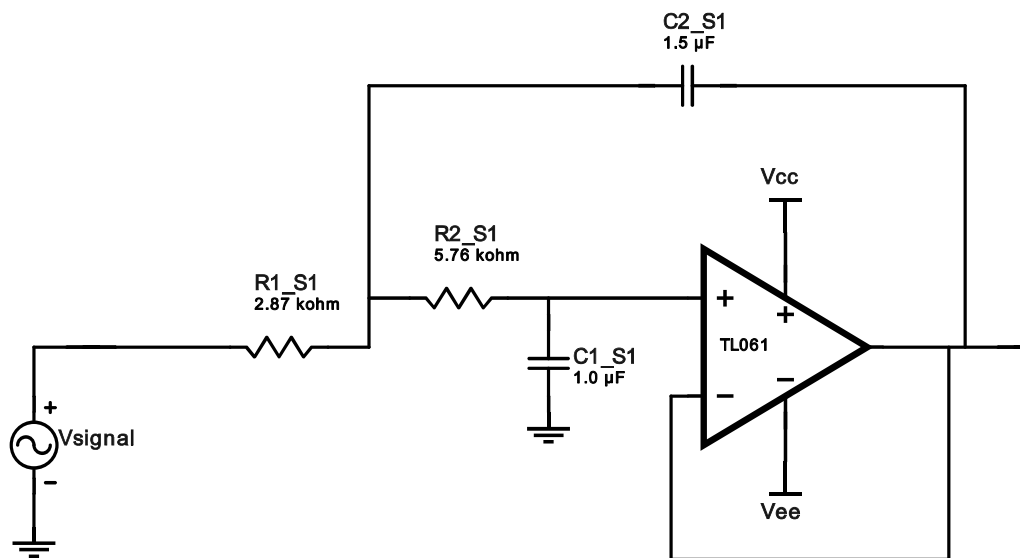 C2_S1
1.5 µF
Vcc
R2_S1
5.76 kohm
R1_S1
2.87 kohm
+
+
TL061
C1_S1
1.0 µF
−
−
+
Vsignal
−
Vee